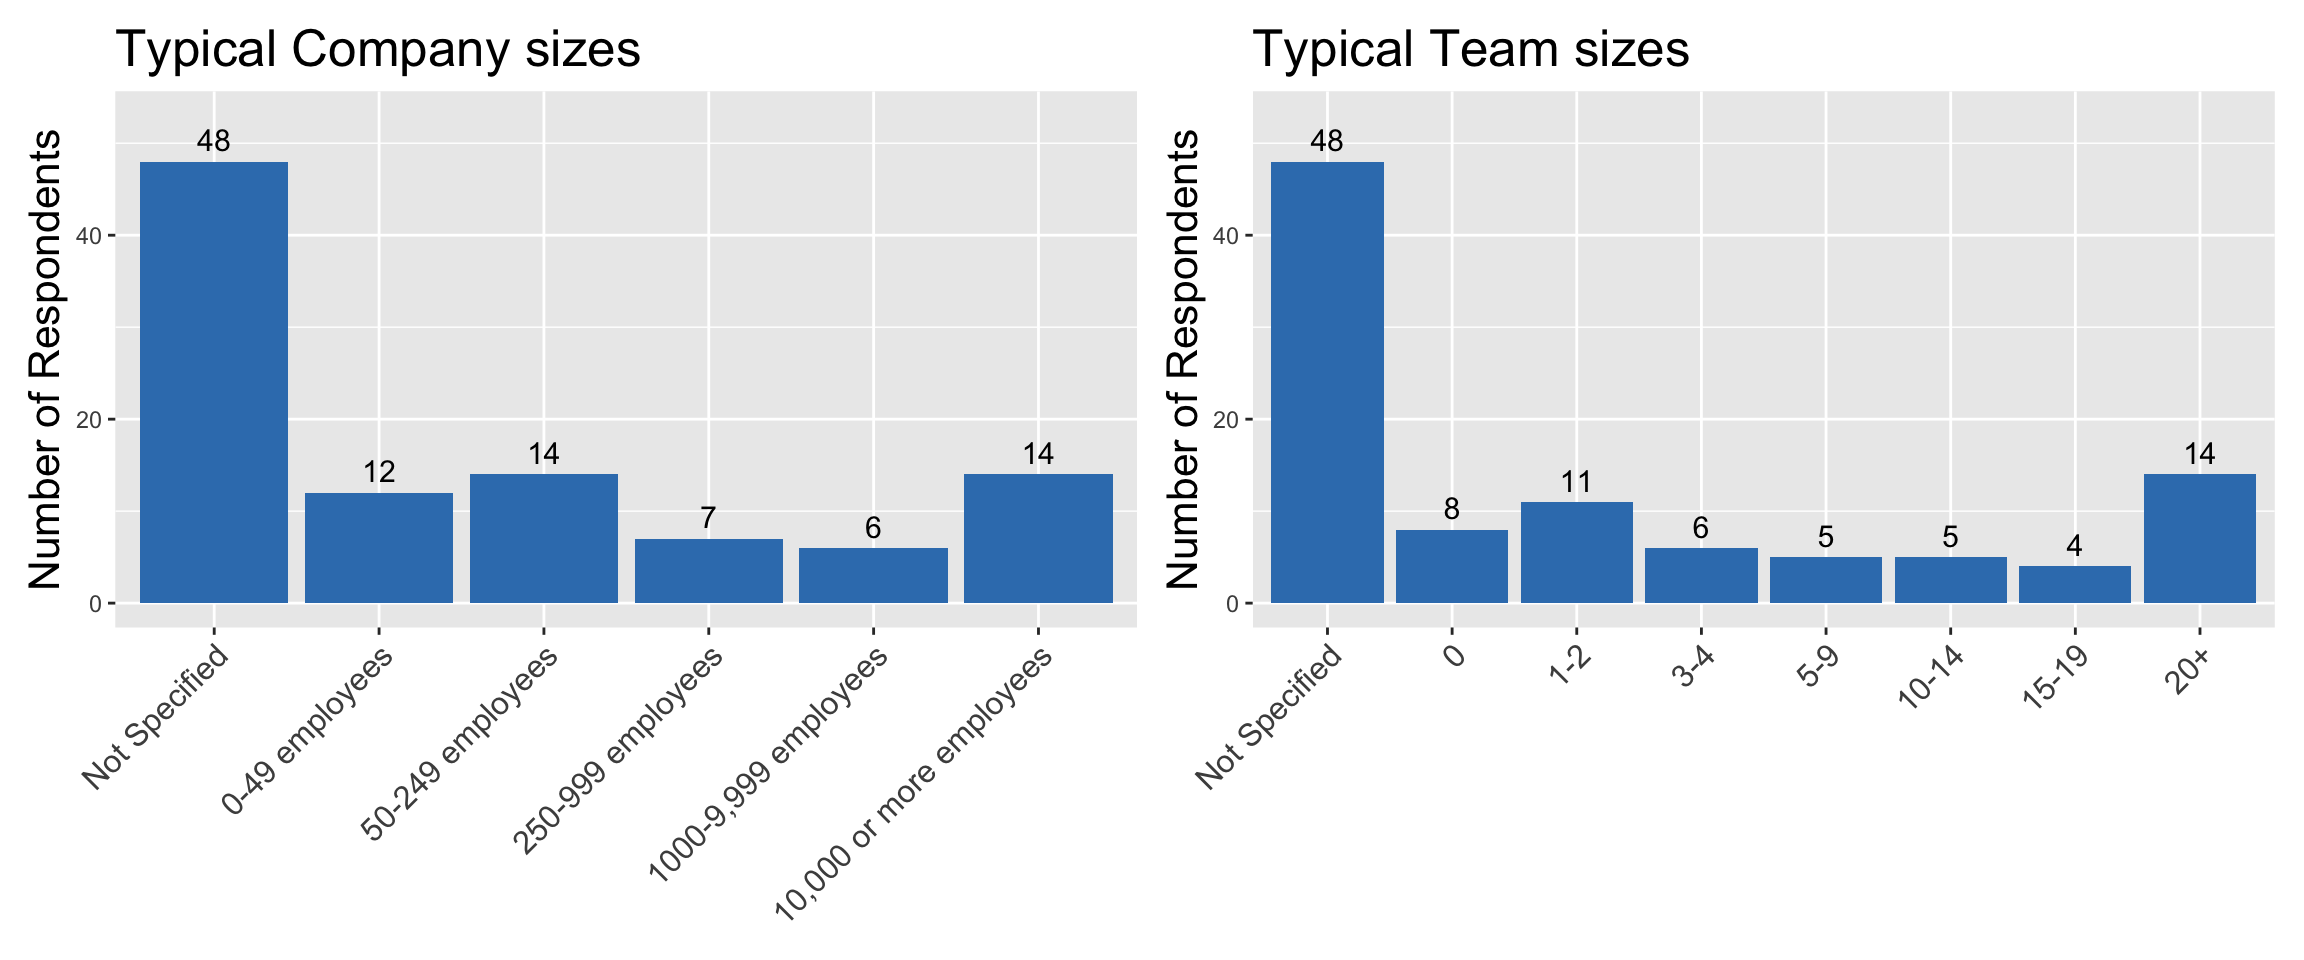 Typical Company sizes
Number of Respondents
40
20
0
48
12
14
7
6
14
Not Specified
0-49 employees
50-249 employees
250-999 employees
1000-9,999 employees
10,000 or more employees
Typical Team sizes
Number of Respondents
40
20
0
48
8
11
6
5
5
4
14
Not Specified
0
1-2
3-4
5-9
10-14
15-19
20+